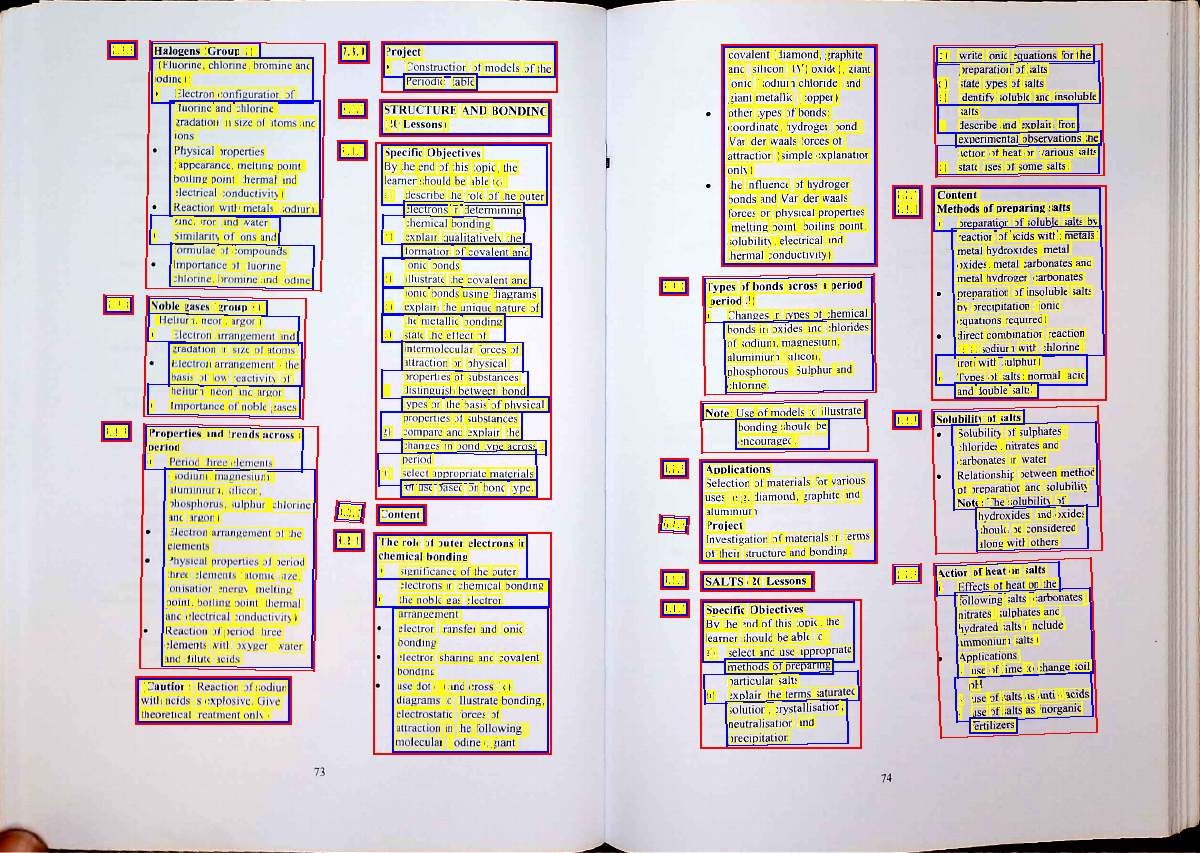 Halogens (Group
(Fluorine, chlorine, bromine and
iodine)
Electron configuration of
fluorine and chlorine
gradation in size of atoms and
ions
• Physical properties
(appearance, melting point
boiling point, thermal and
electrical conductivity)
• Reaction with metals (sodium,
zinc, iron and water
Similarity of ions and
formulae of compounds
• Importance of fluorine
chlorine, bromine and iodine
Noble gases (group
Helium, neon, argon)
Electron arrangement and
gradation in size of atoms
• Electron arrangement - the
basis of low reactivity of
helium, neon and argon
Importance of noble gases
Properties and trends across a
period
Period three elements
sodium, magnesium
aluminium, silicon,
phosphorus, sulphur chlorine
and argon)
• Electron arrangement of the
elements
• Physical properties of period
three elements (atomic size,
ionisation energy, melting
point, boiling point thermal
and electrical conductivity)
• Reaction of period three
elements with oxygen, water
and dilute acids
(Caution: Reaction of sodium
with acids is explosive. Give
theoretical treatment only.)
Project
Construction of models of the
Periodic table
STRUCTURE AND BONDING
(20 Lessons)
Specific Objectives
By the end of this topic, the
learner should be able to
describe the role of the outer
electrons in determining
chemical bonding
explain qualitatively the
formation of covalent and
ionic bonds
illustrate the covalent and
ionic bonds using diagrams
explain the unique nature of
the metallic bonding
state the effect of
intermolecular forces of
attraction on physical
properties of substances
distinguish between bond
types on the basis of physical
properties of substances
compare and explain the
changes in bond type across a
period
select appropriate materials
for use based on bond type.
Content
The role of outer electrons in
chemical bonding
significance of the outer
electrons in chemical bonding
the noble gas electron
arrangement
• electron transfer and ionic
bonding
• electron sharing and covalent
bonding
• use dot (·) and cross (x)
diagrams to illustrate bonding,
electrostatic forces of
attraction in the following
molecular (iodine), giant
73
covalent (diamond, graphite
and silicon (IV) oxide), giant
ionic (sodium chloride and
giant metallic (copper)
• other types of bonds:
coordinate, hydrogen bond
Van der waals forces of
attraction (simple explanation
only)
• the influence of hydrogen
bonds and Van der waals
forces on physical properties
(melting point, boiling point,
solubility, electrical and
thermal conductivity)
Types of bonds across a period
(period 3)
Changes in types of chemical
bonds in oxides and chlorides
of sodium, magnesium,
aluminium, silicon,
phosphorous, Sulphur and
chlorine
Note: Use of models to illustrate
bonding should be
encouraged.
Applications
Selection of materials for various
uses e.g. diamond, graphite and
aluminium
Project
Investigation of materials in terms
of their structure and bonding.
SALTS (20 Lessons
Specific Objectives
By the end of this topic, the
learner should be able to
select and use appropriate
methods of preparing
particular salts
explain the terms saturated
solution, crystallisation,
neutralisation and
precipitation
write ionic equations for the
preparation of salts
state types of salts
identify soluble and insoluble
salts
describe and explain from
experimental observations the
action of heat on various salts
state uses of some salts
Content
Methods of preparing salts
preparation of soluble salts by
reaction of acids with: metals
metal hydroxides, metal
oxides, metal carbonates and
metal hydrogen carbonates
• preparation of insoluble salts
by precipitation (ionic
equations required)
• direct combination reaction
sodium with chlorine
iron with sulphur)
Types of salts: normal, acid
and double salts
Solubility of salts
• Solubility of sulphates
chlorides, nitrates and
carbonates in water
• Relationship between method
of preparation and solubility
Note: The solubility of
hydroxides and oxides
should be considered
along with others
Action of heat on salts
Effects of heat on the
following salts, carbonates
nitrates, sulphates and
hydrated salts (include
ammonium salts)
• Applications
use of lime to change soil
pH
use of salts as anti - acids
use of salts as inorganic
fertilizers
74